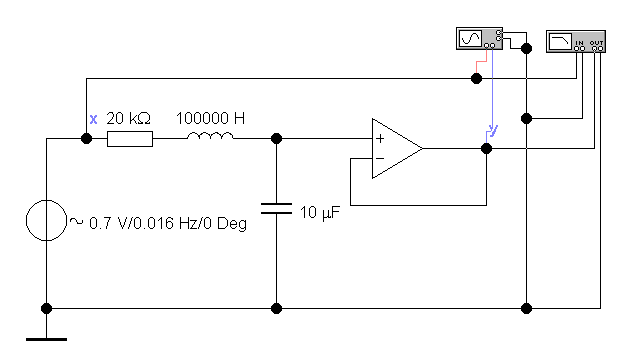 IN OUT
x 20 kΩ 100000 H
y
+
−
10 µF
~ 0.7 V/0.016 Hz/0 Deg